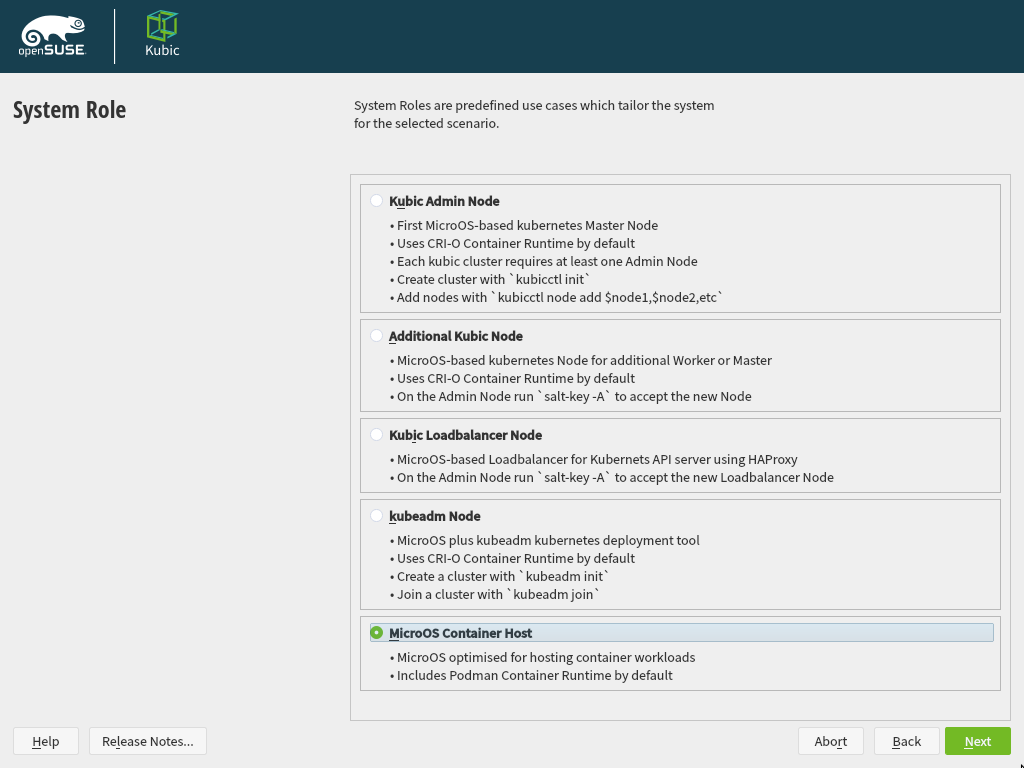 openSUSE
Kubic
System Role
System Roles are predefined use cases which tailor the system
for the selected scenario.
Kubic Admin Node
• First MicroOS-based kubernetes Master Node
• Uses CRI-O Container Runtime by default
• Each kubic cluster requires at least one Admin Node
• Create cluster with `kubicctl init`
• Add nodes with `kubicctl node add $node1,$node2,etc`
Additional Kubic Node
• MicroOS-based kubernetes Node for additional Worker or Master
• Uses CRI-O Container Runtime by default
• On the Admin Node run `salt-key -A` to accept the new Node
Kubic Loadbalancer Node
• MicroOS-based Loadbalancer for Kubernets API server using HAProxy
• On the Admin Node run `salt-key -A` to accept the new Loadbalancer Node
kubeadm Node
• MicroOS plus kubeadm kubernetes deployment tool
• Uses CRI-O Container Runtime by default
• Create a cluster with `kubeadm init`
• Join a cluster with `kubeadm join`
MicroOS Container Host
• MicroOS optimised for hosting container workloads
• Includes Podman Container Runtime by default
Help
Release Notes...
Abort
Back
Next